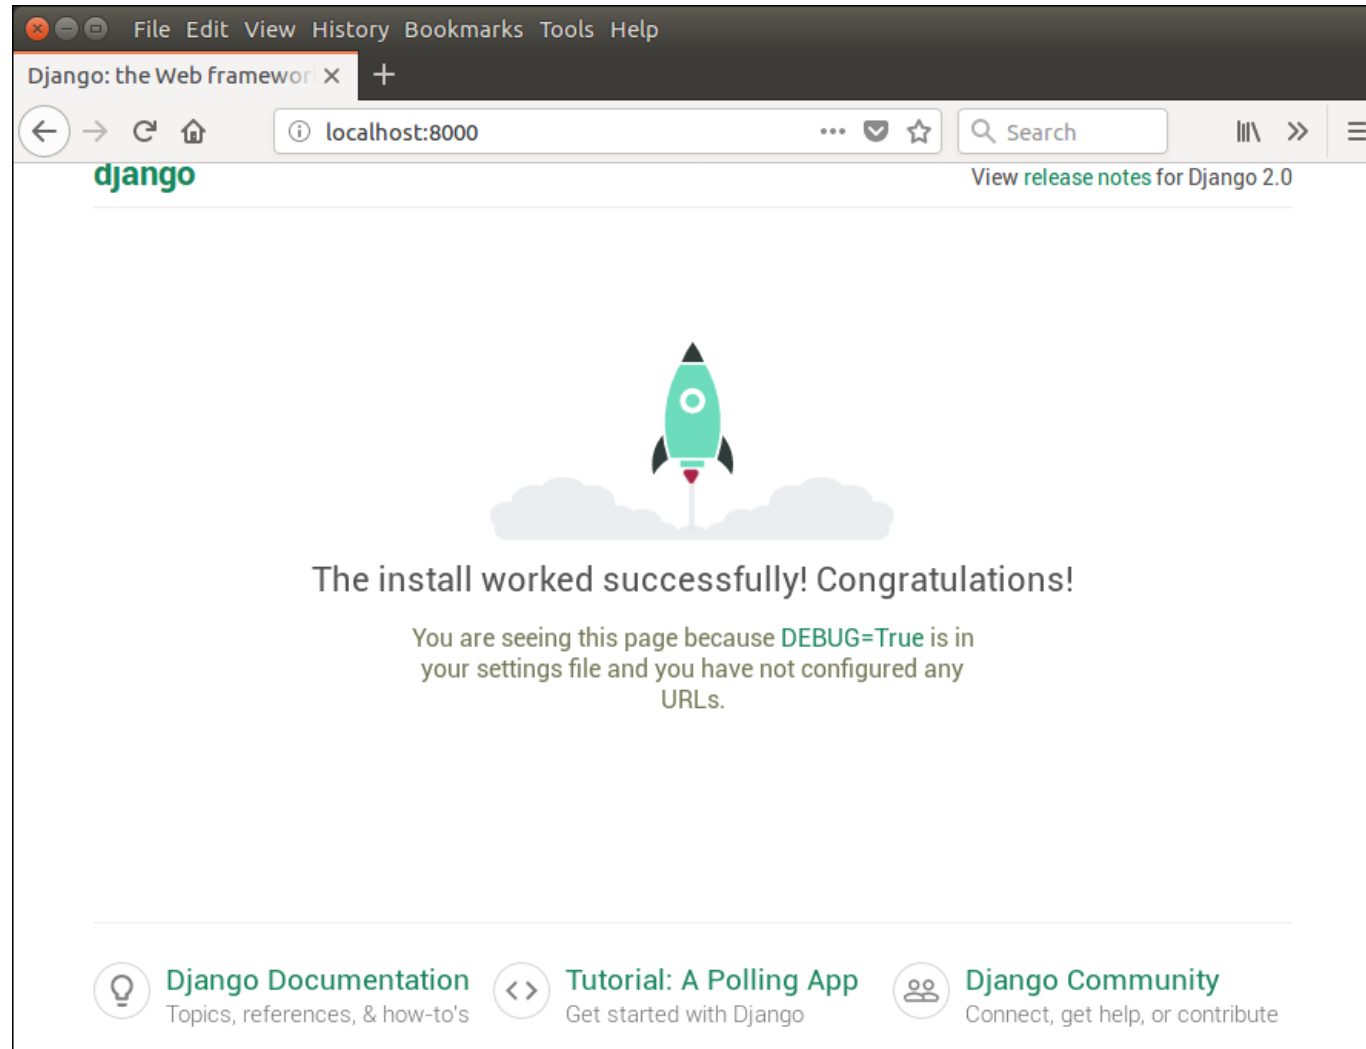 File Edit View History Bookmarks Tools Help
Django: the Web framewor
localhost:8000
Search
django
View release notes for Django 2.0
The install worked successfully! Congratulations!
You are seeing this page because DEBUG=True is in
your settings file and you have not configured any
URLs.
Django Documentation
Topics, references, & how-to's
Tutorial: A Polling App
Get started with Django
Django Community
Connect, get help, or contribute